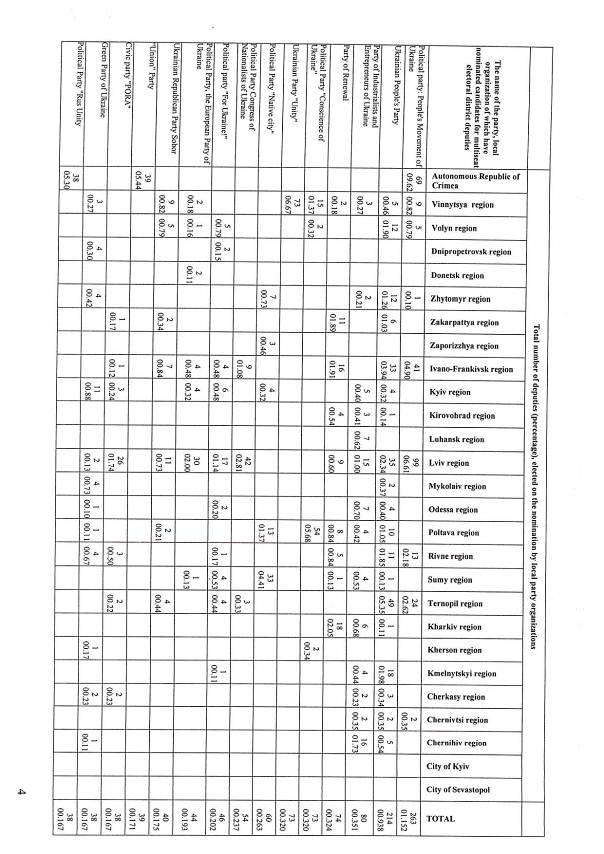 The name of the party, local
organization of which have
nominated candidates for multiseat
electoral district deputies
Total number of deputies (percentage), elected on the nomination by local party organizations
Autonomous Republic of
Crimea
Vinnytsya region
Volyn region
Dnipropetrovsk region
Donetsk region
Zhytomyr region
Zakarpattya region
Zaporizhya region
Ivano-Frankivsk region
Kyiv region
Kirovohrad region
Luhansk region
Lviv region
Mykolaiv region
Odessa region
Poltava region
Rivne region
Sumy region
Ternopil region
Kharkiv region
Kherson region
Kmelnytskyi region
Cherkasy region
Chernivtsi region
Chernihiv region
City of Kyiv
City of Sevastopol
TOTAL
Political party: People's Movement of
Ukraine
69 9 5 1 41 99 13 24 2 263
09.62 00.82 00.79 00.10 04.90 06.61 02.18 02.62 00.35 01.152
Ukrainian People's Party
5 12 12 6 33 4 1 35 2 4 10 11 1 49 1 18 3 2 5 214
00.46 01.90 01.26 01.03 03.94 00.32 00.14 02.34 00.37 00.40 01.05 01.85 00.13 05.35 00.11 01.98 00.34 00.35 00.54 00.938
Party of Industrialists and
Entrepreneurs of Ukraine
3 2 5 3 7 15 7 4 4 6 4 2 2 16 80
00.27 00.21 00.40 00.41 00.62 01.00 00.70 00.42 00.53 00.68 00.44 00.23 00.35 01.73 00.351
Party of Renewal
2 11 16 4 9 8 5 1 18 74
00.18 01.89 01.91 00.54 00.60 00.84 00.84 00.13 02.05 00.324
Political Party "Conscience of
Ukraine"
15 2 54 2 73
01.37 00.32 05.68 00.34 00.320
Ukrainian Party "Unity"
73 73
06.67 00.320
Political Party "Native city"
7 3 4 13 33 60
00.73 00.46 00.32 01.37 04.41 00.263
Political Party Congress of
Nationalists of Ukraine
9 42 3 54
01.08 02.81 00.33 00.237
Political party "For Ukraine!"
5 2 4 6 17 2 1 4 4 1 46
00.79 00.15 00.48 00.48 01.14 00.20 00.17 00.53 00.44 00.11 00.202
Political Party, the European Party of
Ukraine
2 1 2 4 4 30 1 44
00.18 00.16 00.11 00.48 00.32 02.00 00.13 00.193
Ukrainian Republican Party Sobor
9 5 2 7 11 2 4 40
00.82 00.79 00.34 00.84 00.73 00.21 00.44 00.175
"Union" Party
39 39
05.44 00.171
Civic party "PORA"
1 1 3 26 3 2 2 38
00.17 00.12 00.24 01.74 00.50 00.22 00.23 00.167
Green Party of Ukraine
3 4 4 11 2 4 1 1 4 1 2 1 38
00.27 00.30 00.42 00.88 00.13 00.73 00.10 00.11 00.67 00.17 00.23 00.11 00.167
Political Party "Rus Unity
38 38
05.30 00.167
4